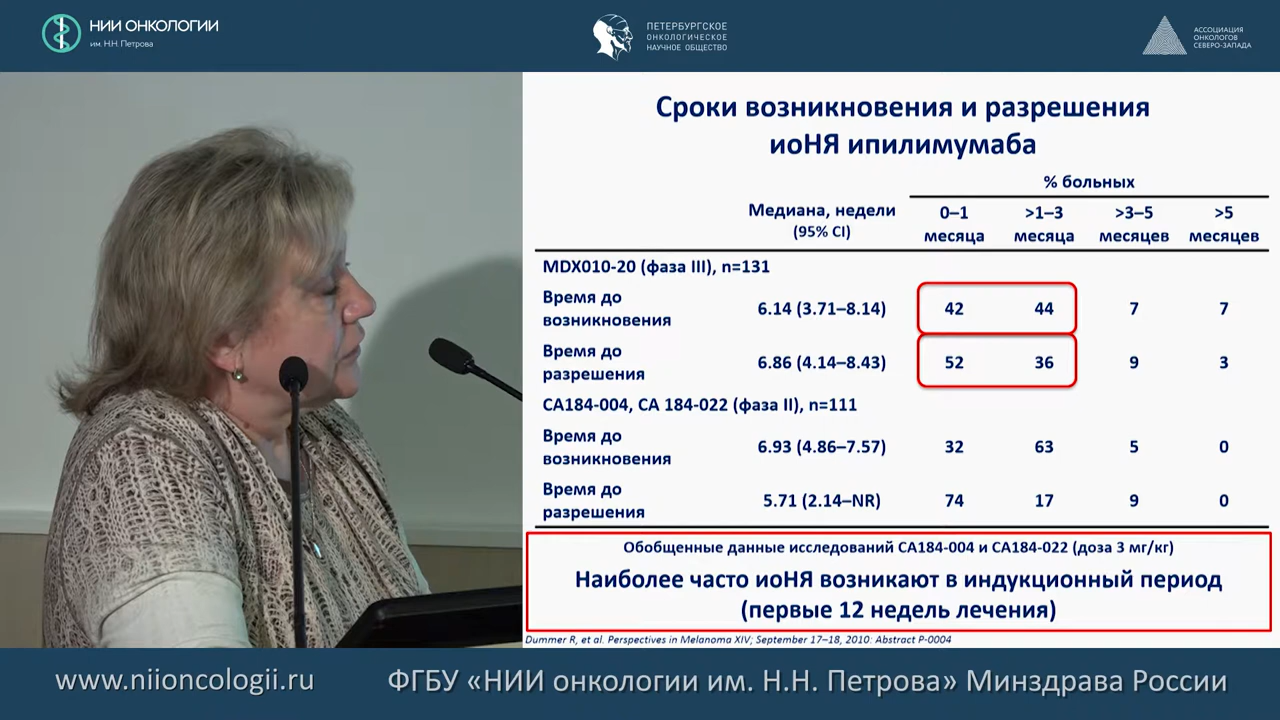 НИИ ОНКОЛОГИИ
им. Н.Н. Петрова
ПЕТЕРБУРГСКОЕ
ОНКОЛОГИЧЕСКОЕ
НАУЧНОЕ ОБЩЕСТВО
АССОЦИАЦИЯ
ОНКОЛОГОВ
СЕВЕРО-ЗАПАДА
Сроки возникновения и разрешения
иоНЯ ипилимумаба
% больных
Медиана, недели 0–1 >1–3 >3–5 >5
(95% CI) месяца месяца месяцев месяцев
MDX010-20 (фаза III), n=131
Время до
возникновения 6.14 (3.71–8.14) 42 44 7 7
Время до
разрешения 6.86 (4.14–8.43) 52 36 9 3
CA184-004, CA 184-022 (фаза II), n=111
Время до
возникновения 6.93 (4.86–7.57) 32 63 5 0
Время до
разрешения 5.71 (2.14–NR) 74 17 9 0
Обобщенные данные исследований CA184-004 и CA184-022 (доза 3 мг/кг)
Наиболее часто иоНЯ возникают в индукционный период
(первые 12 недель лечения)
Dummer R, et al. Perspectives in Melanoma XIV; September 17–18, 2010: Abstract P-0004
www.niioncologii.ru ФГБУ «НИИ онкологии им. Н.Н. Петрова» Минздрава России